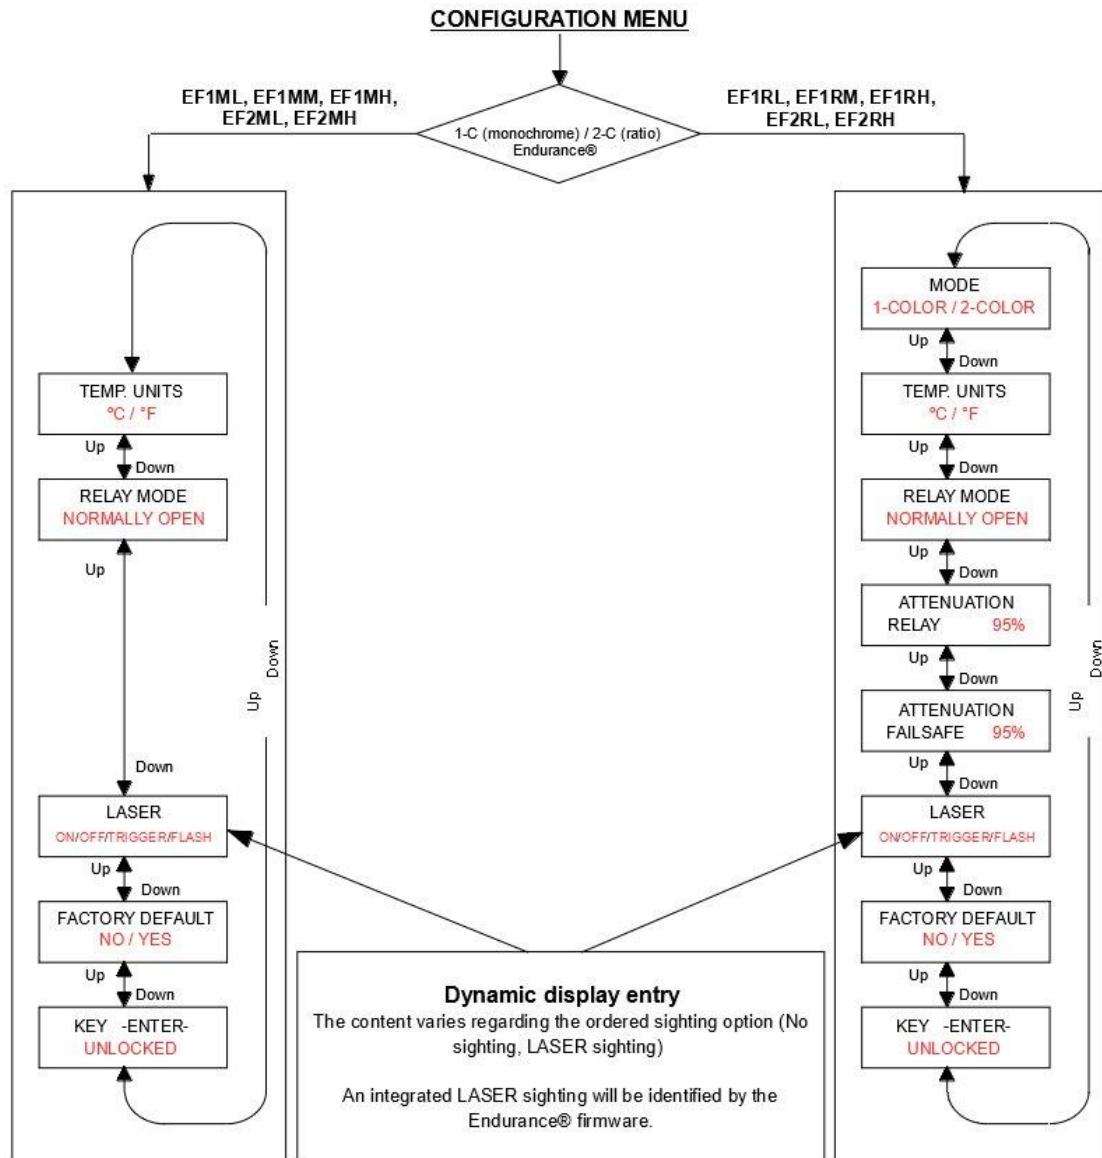 CONFIGURATION MENU
EF1ML, EF1MM, EF1MH,
EF2ML, EF2MH
1-C (monochrome) / 2-C (ratio)
Endurance®
EF1RL, EF1RM, EF1RH,
EF2RL, EF2RH
TEMP. UNITS
ºC / °F
Up
Down
RELAY MODE
NORMALLY OPEN
Up
Down
LASER
ON/OFF/TRIGGER/FLASH
Up
Down
FACTORY DEFAULT
NO / YES
Up
Down
KEY -ENTER-
UNLOCKED
Up
Down
Dynamic display entry
The content varies regarding the ordered sighting option (No
sighting, LASER sighting)
An integrated LASER sighting will be identified by the
Endurance® firmware.
MODE
1-COLOR / 2-COLOR
Up
Down
TEMP. UNITS
ºC / °F
Up
Down
RELAY MODE
NORMALLY OPEN
Up
Down
ATTENUATION
RELAY 95%
Up
Down
ATTENUATION
FAILSAFE 95%
Up
Down
LASER
ON/OFF/TRIGGER/FLASH
Up
Down
FACTORY DEFAULT
NO / YES
Up
Down
KEY -ENTER-
UNLOCKED
Up
Down